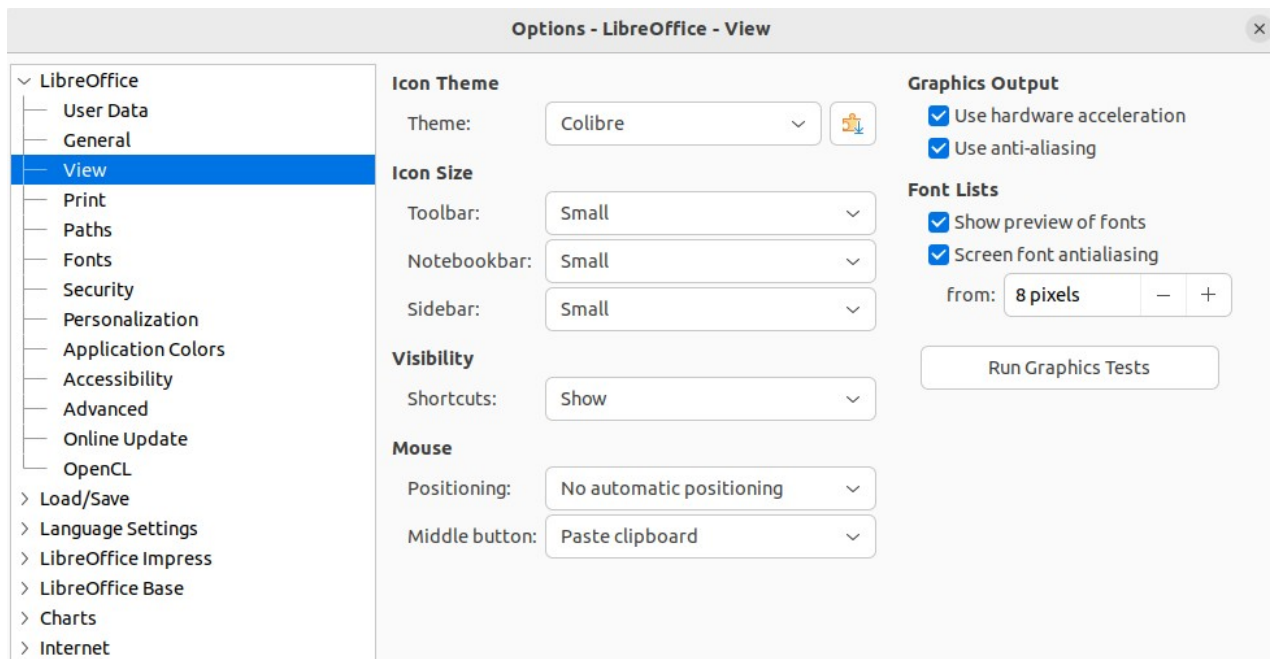 Options - LibreOffice - View
LibreOffice
User Data
General
View
Print
Paths
Fonts
Security
Personalization
Application Colors
Accessibility
Advanced
Online Update
OpenCL
Load/Save
Language Settings
LibreOffice Impress
LibreOffice Base
Charts
Internet
Icon Theme
Theme: Colibre
Icon Size
Toolbar: Small
Notebookbar: Small
Sidebar: Small
Visibility
Shortcuts: Show
Mouse
Positioning: No automatic positioning
Middle button: Paste clipboard
Graphics Output
Use hardware acceleration
Use anti-aliasing
Font Lists
Show preview of fonts
Screen font antialiasing
from: 8 pixels
Run Graphics Tests